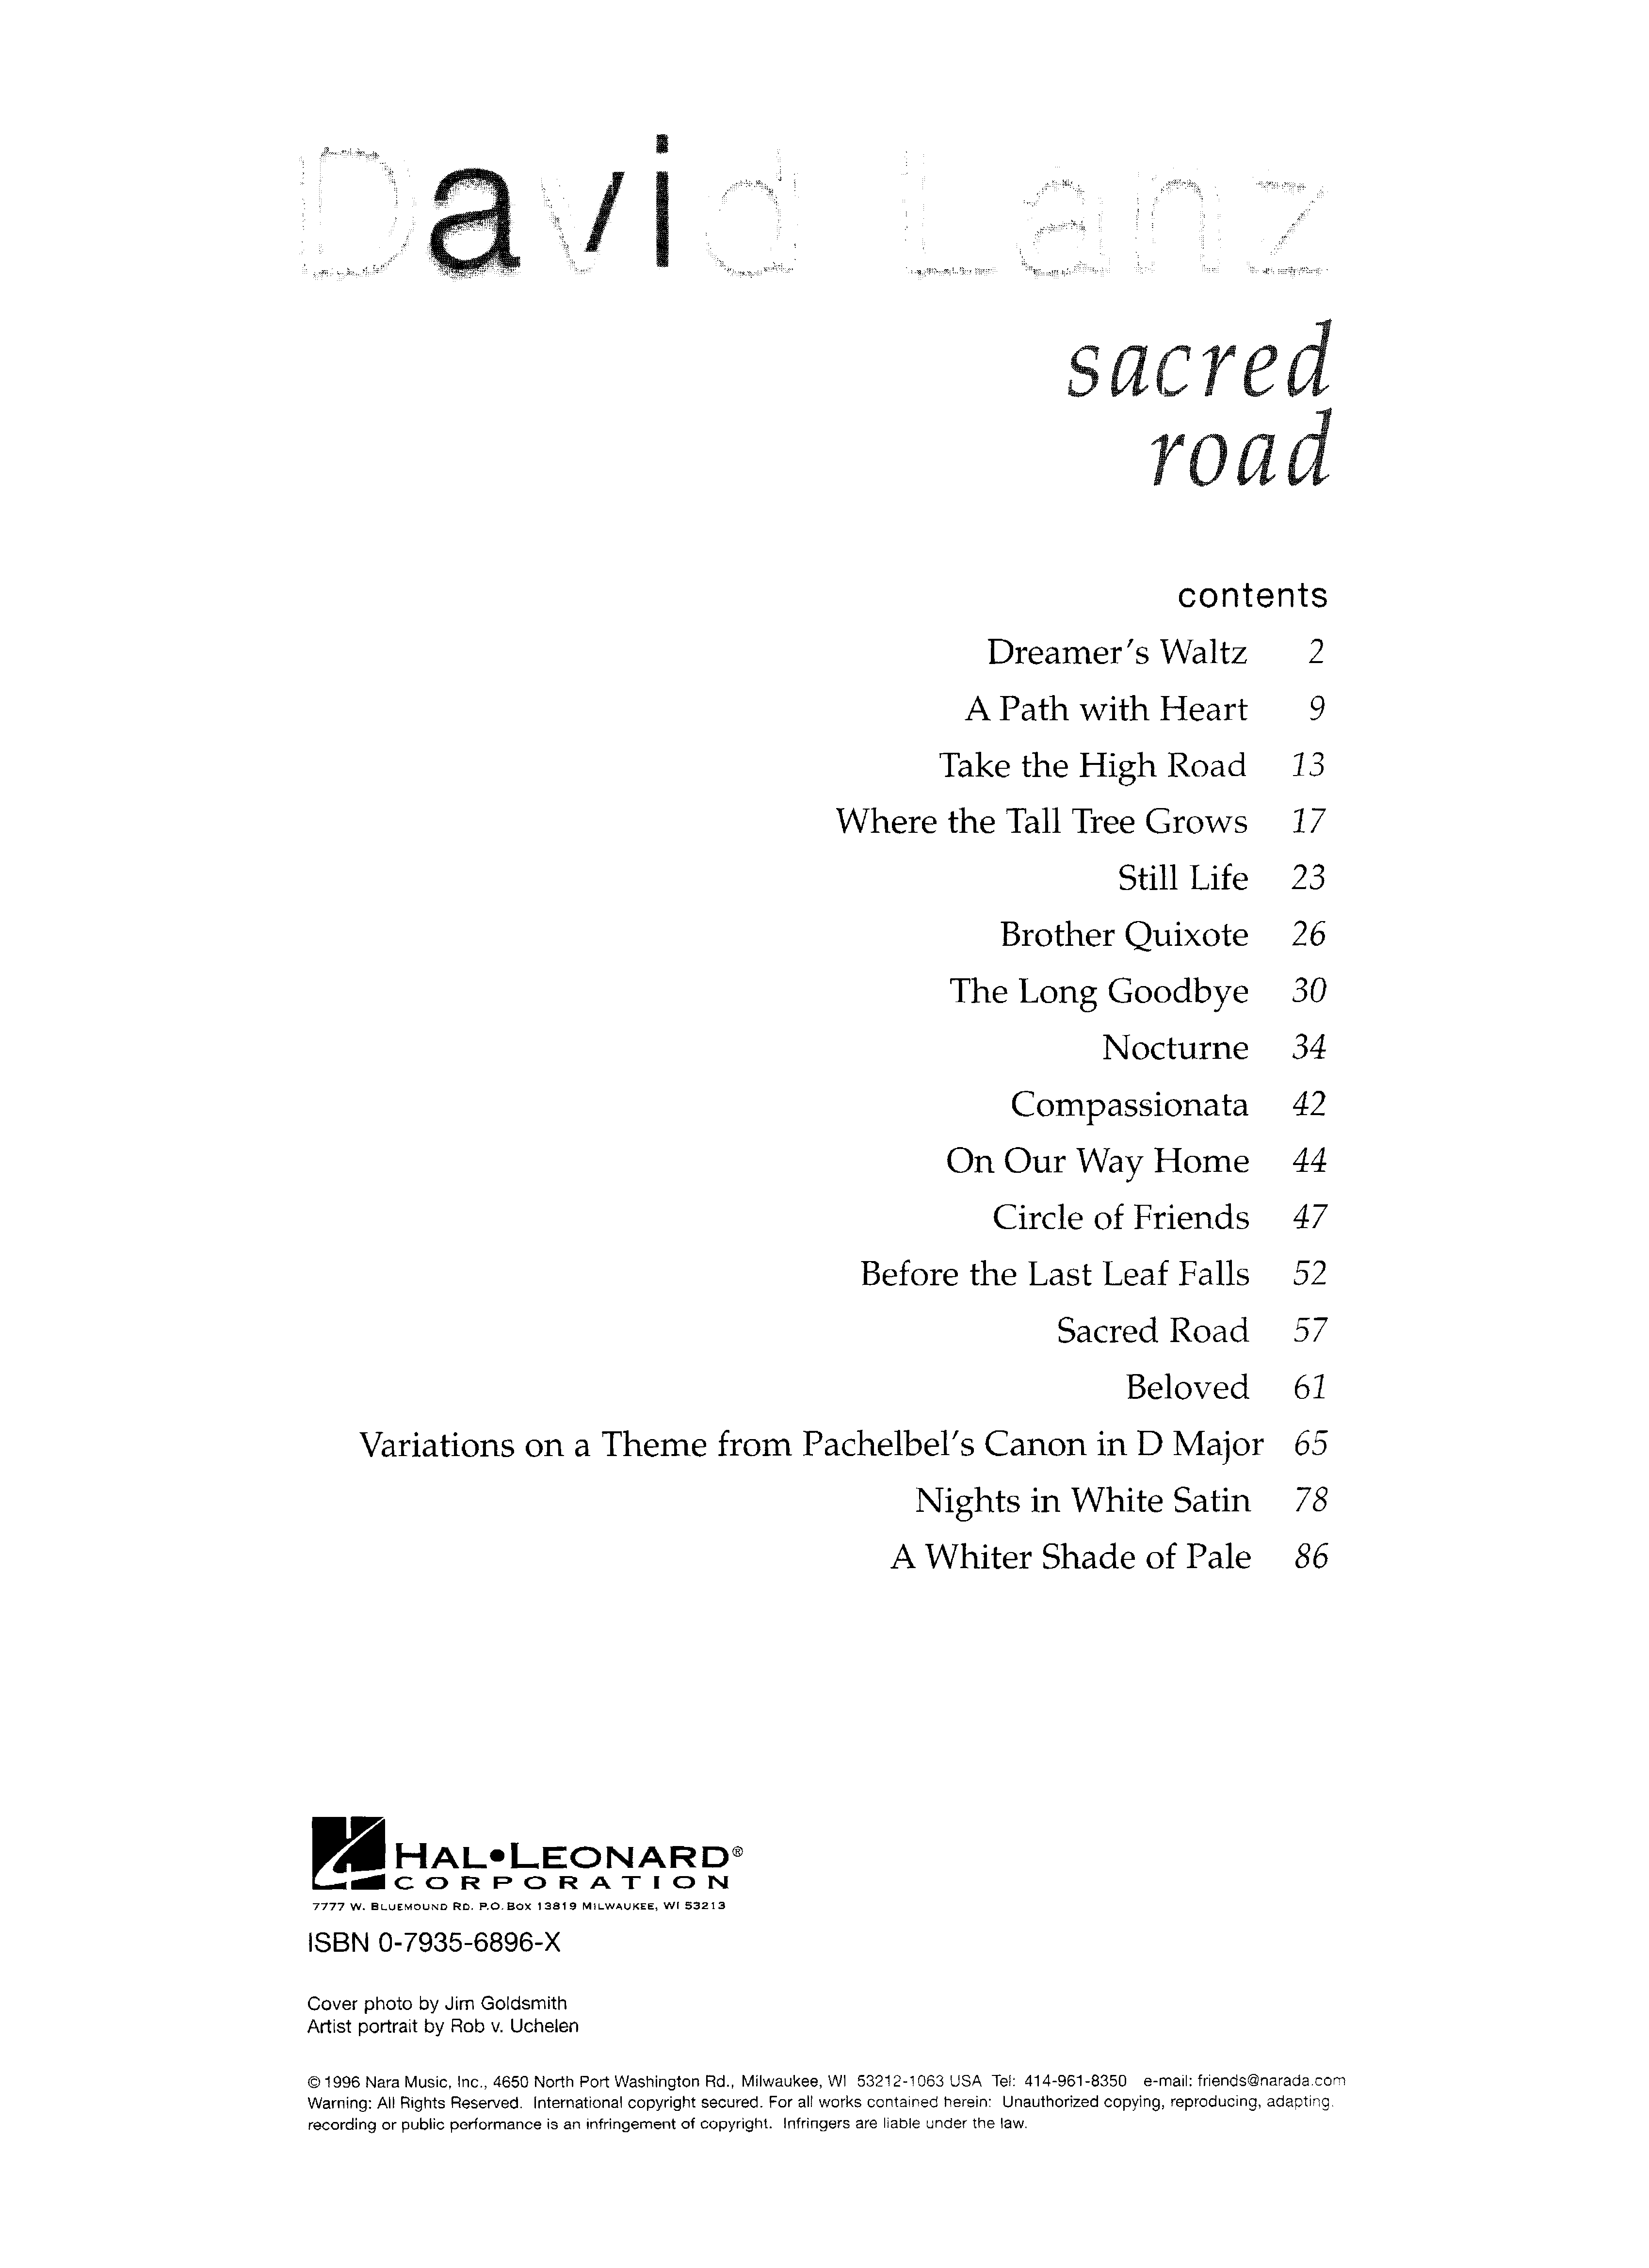 David Lanz
sacred
road
contents
Dreamer's Waltz 2
A Path with Heart 9
Take the High Road 13
Where the Tall Tree Grows 17
Still Life 23
Brother Quixote 26
The Long Goodbye 30
Nocturne 34
Compassionata 42
On Our Way Home 44
Circle of Friends 47
Before the Last Leaf Falls 52
Sacred Road 57
Beloved 61
Variations on a Theme from Pachelbel's Canon in D Major 65
Nights in White Satin 78
A Whiter Shade of Pale 86
HAL•LEONARD®
CORPORATION
7777 W. BLUEMOUND RD. P.O. BOX 13819 MILWAUKEE, WI 53213
ISBN 0-7935-6896-X
Cover photo by Jim Goldsmith
Artist portrait by Rob v. Uchelen
© 1996 Nara Music, Inc., 4650 North Port Washington Rd., Milwaukee, WI 53212-1063 USA Tel: 414-961-8350 e-mail: friends@narada.com
Warning: All Rights Reserved. International copyright secured. For all works contained herein: Unauthorized copying, reproducing, adapting,
recording or public performance is an infringement of copyright. Infringers are liable under the law.